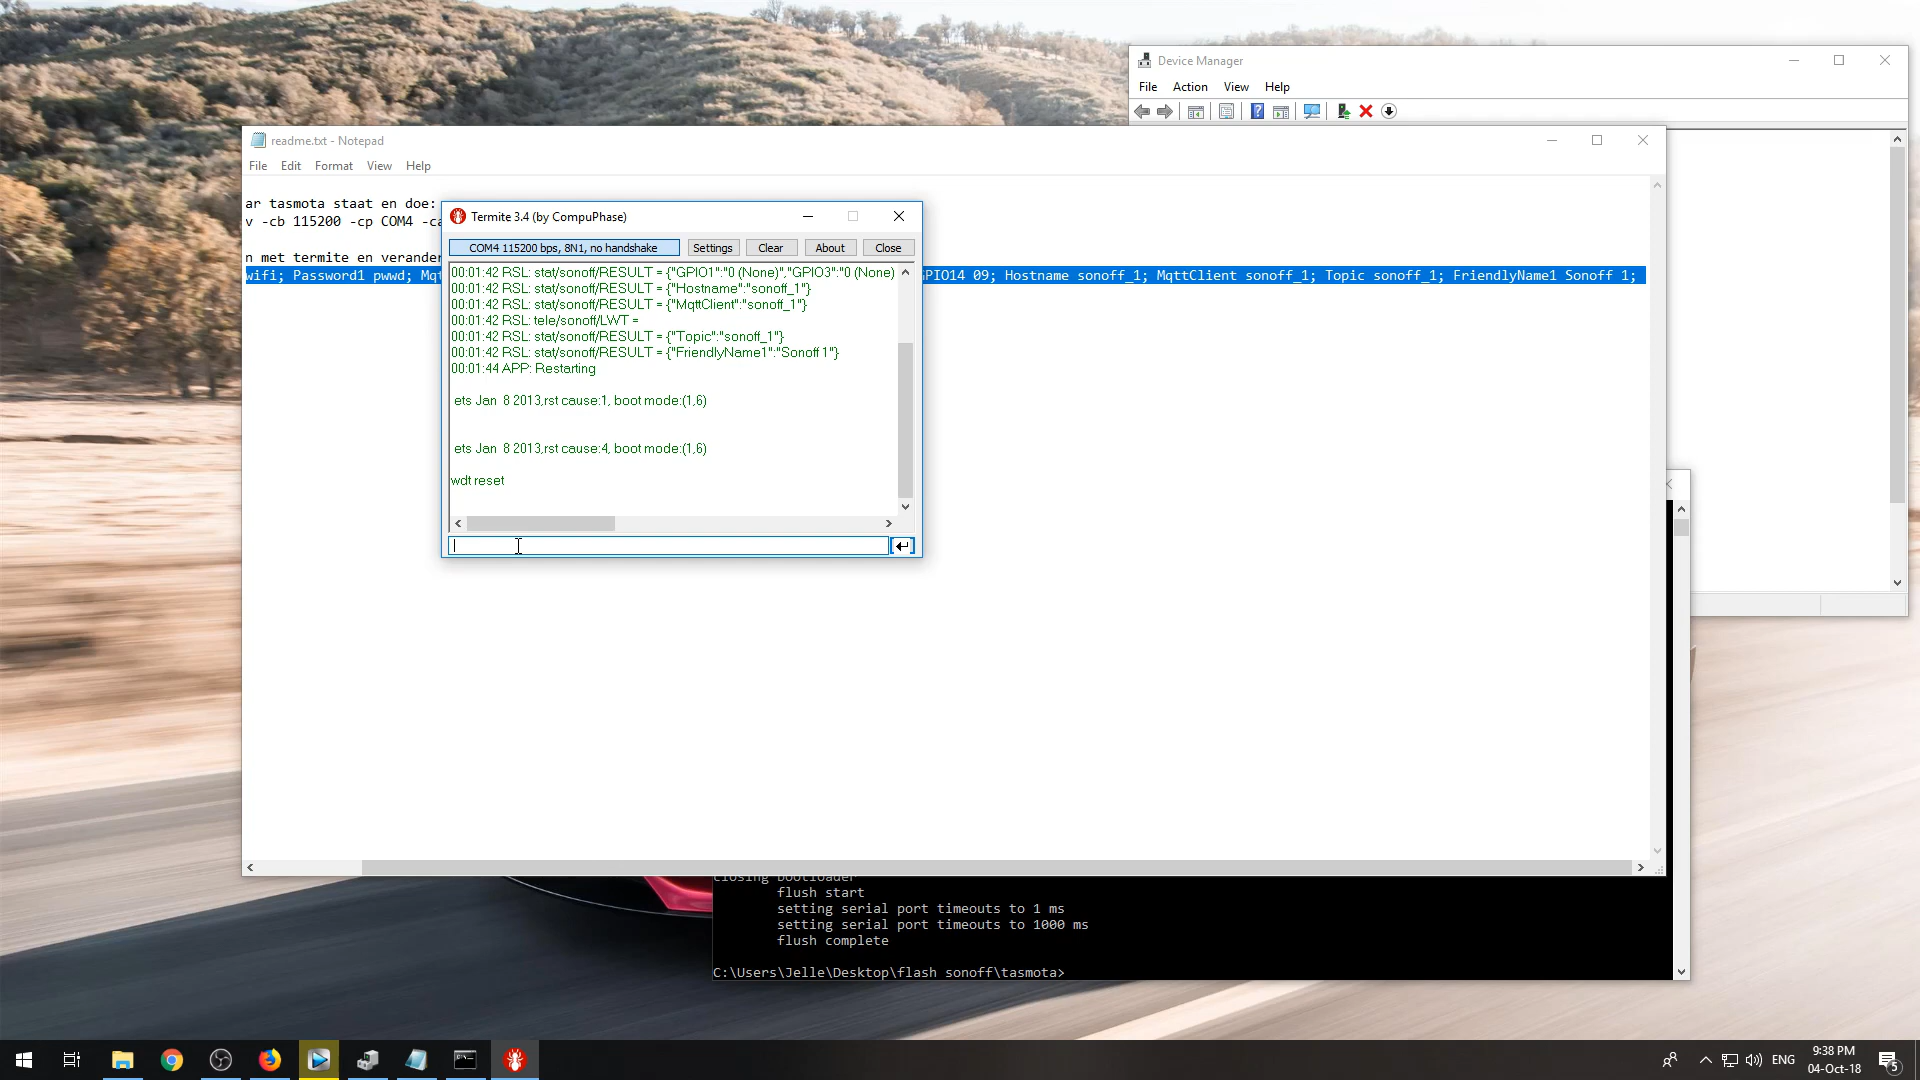 Device Manager
File Action View Help
readme.txt - Notepad
File Edit Format View Help
ar tasmota staat en doe:
v -cb 115200 -cp COM4 -ca
n met termite en verander
wifi; Password1 pwwd; Mqt
PIO14 09; Hostname sonoff_1; MqttClient sonoff_1; Topic sonoff_1; FriendlyName1 Sonoff 1;
Termite 3.4 (by CompuPhase)
COM4 115200 bps, 8N1, no handshake Settings Clear About Close
00:01:42 RSL: stat/sonoff/RESULT = {"GPIO1":"0 (None)","GPIO3":"0 (None)
00:01:42 RSL: stat/sonoff/RESULT = {"Hostname":"sonoff_1"}
00:01:42 RSL: stat/sonoff/RESULT = {"MqttClient":"sonoff_1"}
00:01:42 RSL: tele/sonoff/LWT =
00:01:42 RSL: stat/sonoff/RESULT = {"Topic":"sonoff_1"}
00:01:42 RSL: stat/sonoff/RESULT = {"FriendlyName1":"Sonoff 1"}
00:01:44 APP: Restarting
ets Jan 8 2013,rst cause:1, boot mode:(1,6)
ets Jan 8 2013,rst cause:4, boot mode:(1,6)
wdt reset
closing bootloader
flush start
setting serial port timeouts to 1 ms
setting serial port timeouts to 1000 ms
flush complete
C:\Users\Jelle\Desktop\flash sonoff\tasmota>
ENG
9:38 PM
04-Oct-18
5